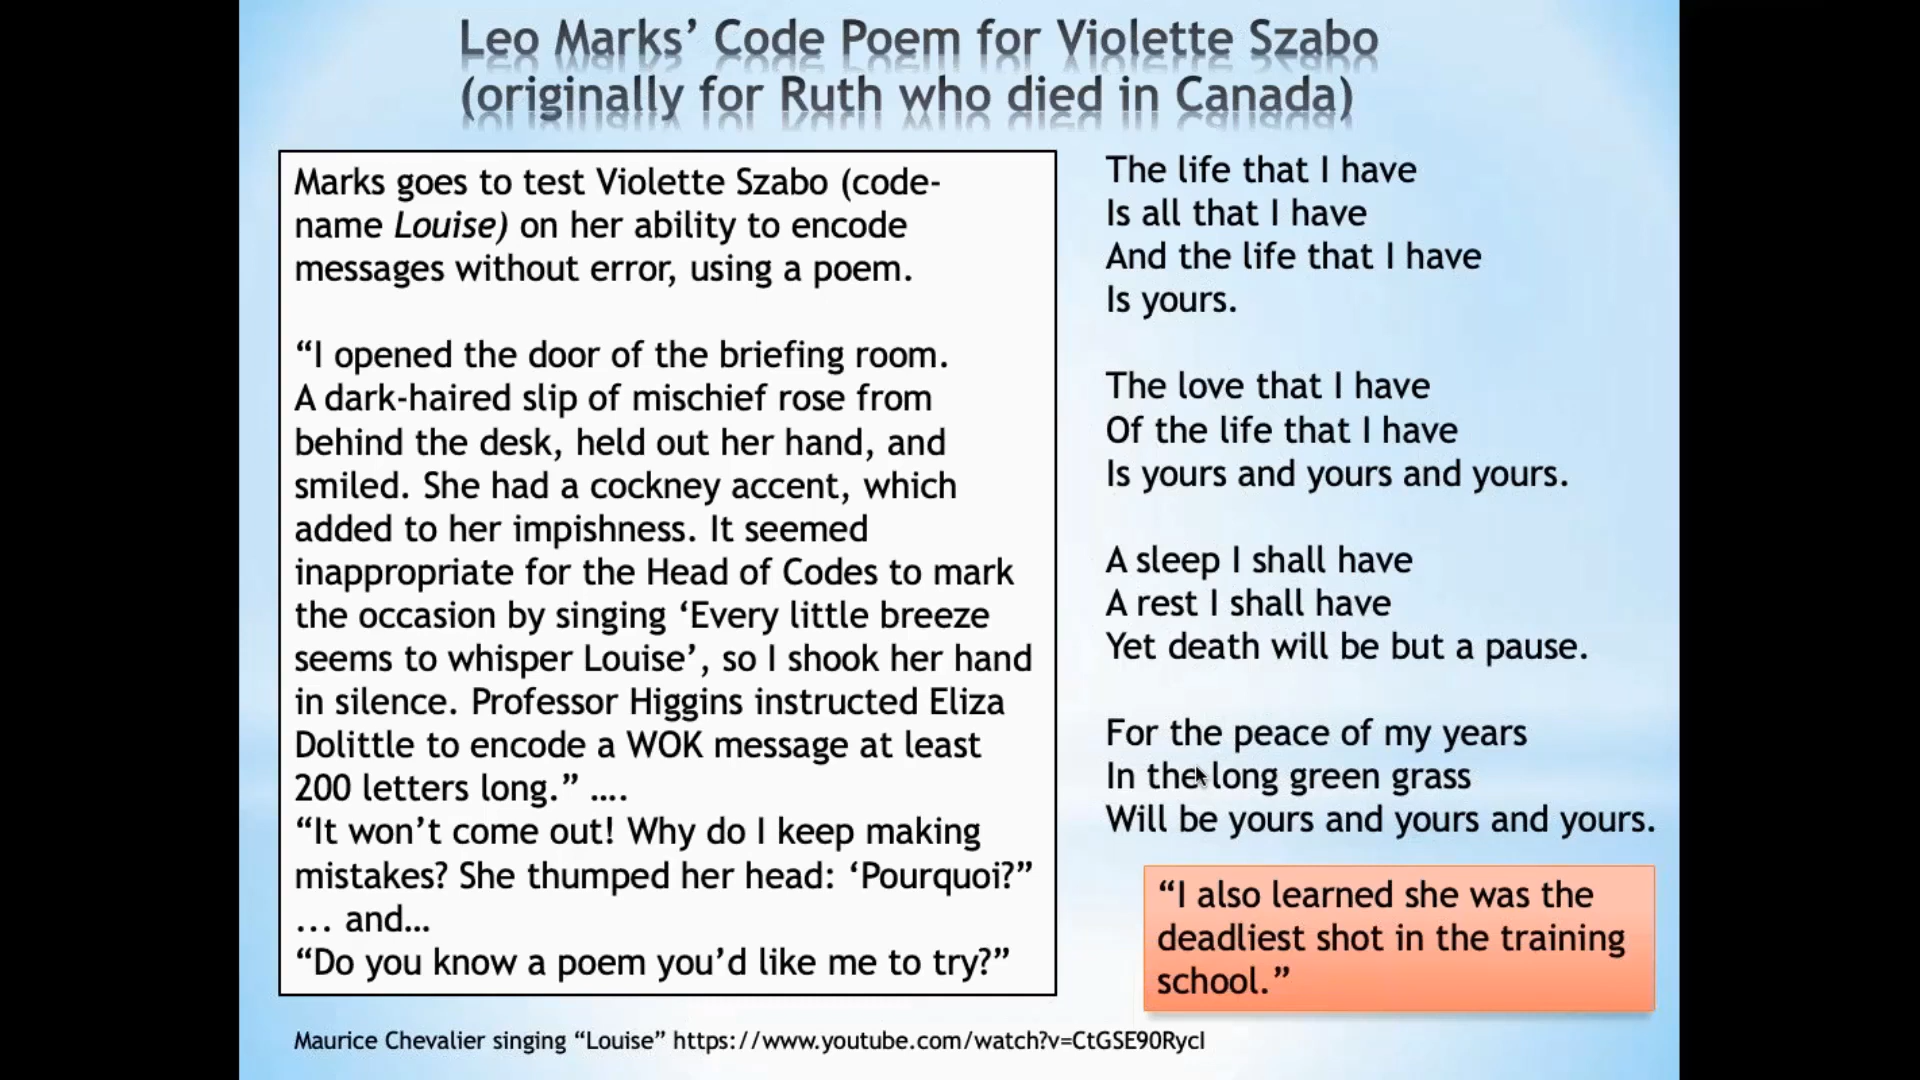 Leo Marks’ Code Poem for Violette Szabo
(originally for Ruth who died in Canada)
Marks goes to test Violette Szabo (code-
name Louise) on her ability to encode
messages without error, using a poem.
“I opened the door of the briefing room.
A dark-haired slip of mischief rose from
behind the desk, held out her hand, and
smiled. She had a cockney accent, which
added to her impishness. It seemed
inappropriate for the Head of Codes to mark
the occasion by singing ‘Every little breeze
seems to whisper Louise’, so I shook her hand
in silence. Professor Higgins instructed Eliza
Dolittle to encode a WOK message at least
200 letters long.” ....
“It won’t come out! Why do I keep making
mistakes? She thumped her head: ‘Pourquoi?”
... and…
“Do you know a poem you’d like me to try?”
The life that I have
Is all that I have
And the life that I have
Is yours.
The love that I have
Of the life that I have
Is yours and yours and yours.
A sleep I shall have
A rest I shall have
Yet death will be but a pause.
For the peace of my years
In the long green grass
Will be yours and yours and yours.
“I also learned she was the
deadliest shot in the training
school.”
Maurice Chevalier singing “Louise” https://www.youtube.com/watch?v=CtGSE90RycI